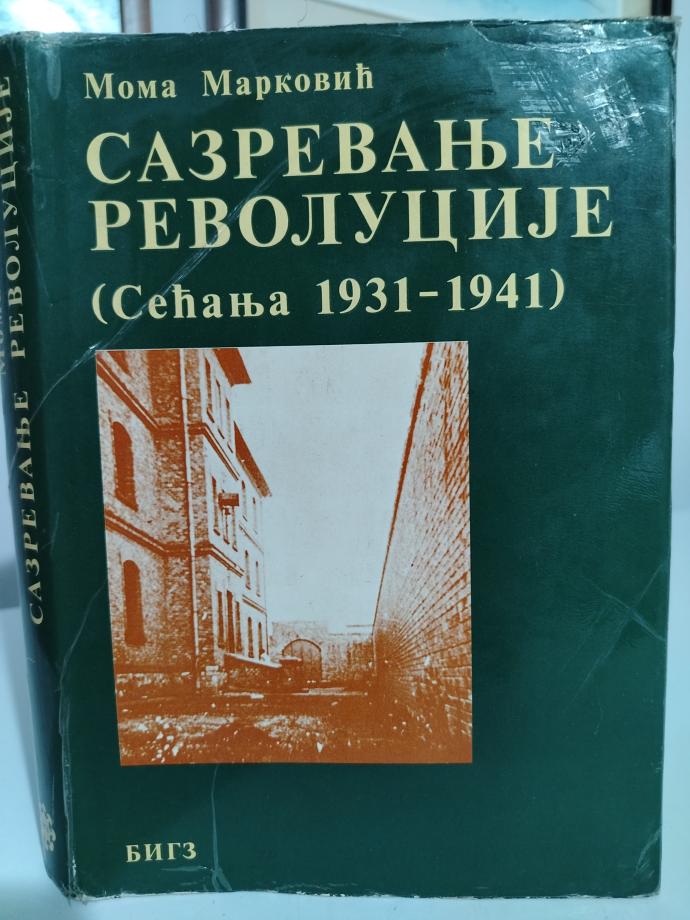 Мома Марковић
САЗРЕВАЊЕ
РЕВОЛУЦИЈЕ
(Сећања 1931-1941)
БИГЗ
САЗРЕВАЊЕ РЕВОЛУЦИЈЕ